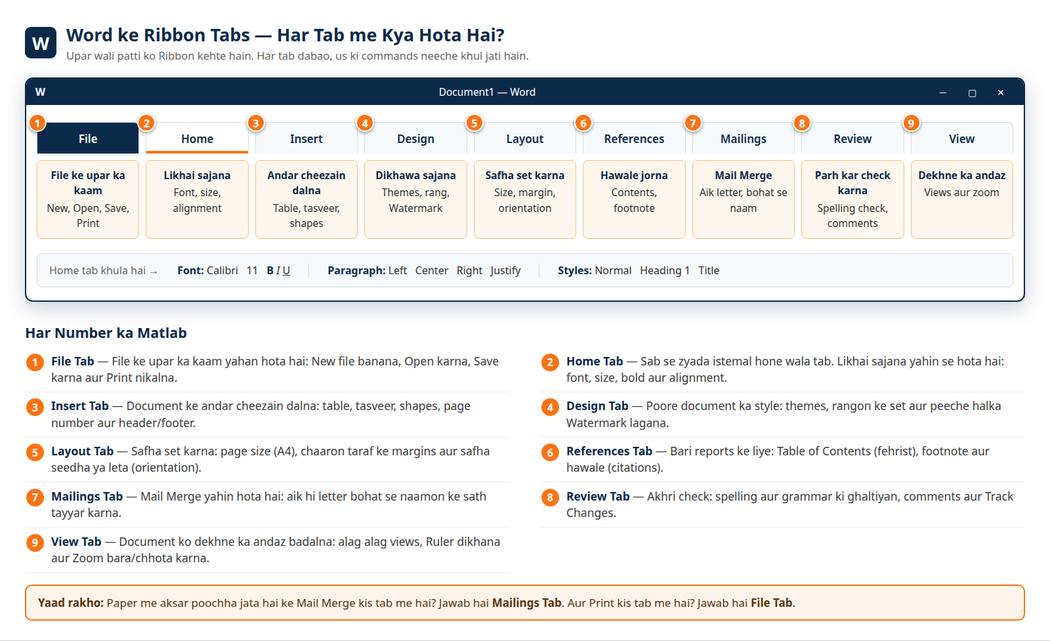 W
Word ke Ribbon Tabs — Har Tab me Kya Hota Hai?
Upar wali patti ko Ribbon kehte hain. Har tab dabao, us ki commands neeche khul jati hain.
W Document1 — Word
1 File
2 Home
3 Insert
4 Design
5 Layout
6 References
7 Mailings
8 Review
9 View
File ke upar ka
kaam
New, Open, Save,
Print
Likhai sajana
Font, size,
alignment
Andar cheezain
dalna
Table, tasveer,
shapes
Dikhawa sajana
Themes, rang,
Watermark
Safha set karna
Size, margin,
orientation
Hawale jorna
Contents,
footnote
Mail Merge
Aik letter, bohat se
naam
Parh kar check
karna
Spelling check,
comments
Dekhne ka andaz
Views aur zoom
Home tab khula hai → Font: Calibri 11 B I U Paragraph: Left Center Right Justify Styles: Normal Heading 1 Title
Har Number ka Matlab
1 File Tab — File ke upar ka kaam yahan hota hai: New file banana, Open karna, Save
karna aur Print nikalna.
2 Home Tab — Sab se zyada istemal hone wala tab. Likhai sajana yahin se hota hai:
font, size, bold aur alignment.
3 Insert Tab — Document ke andar cheezain dalna: table, tasveer, shapes, page
number aur header/footer.
4 Design Tab — Poore document ka style: themes, rangon ke set aur peeche halka
Watermark lagana.
5 Layout Tab — Safha set karna: page size (A4), chaaron taraf ke margins aur safha
seedha ya leta (orientation).
6 References Tab — Bari reports ke liye: Table of Contents (fehrist), footnote aur
hawale (citations).
7 Mailings Tab — Mail Merge yahin hota hai: aik hi letter bohat se naamon ke sath
tayyar karna.
8 Review Tab — Akhri check: spelling aur grammar ki ghaltiyan, comments aur Track
Changes.
9 View Tab — Document ko dekhne ka andaz badalna: alag alag views, Ruler dikhana
aur Zoom bara/chhota karna.
Yaad rakho: Paper me aksar poochha jata hai ke Mail Merge kis tab me hai? Jawab hai Mailings Tab. Aur Print kis tab me hai? Jawab hai File Tab.